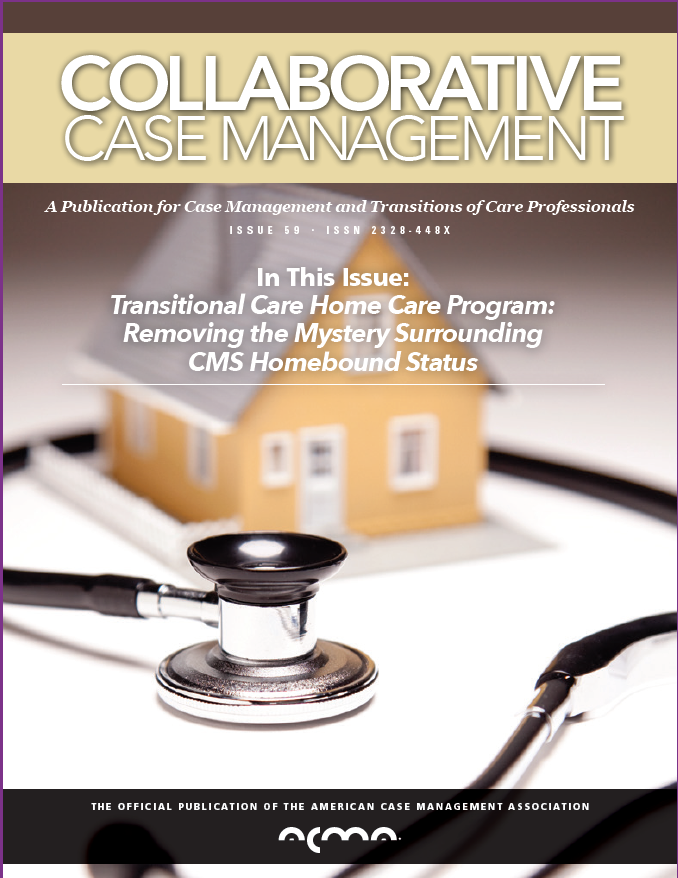 COLLABORATIVE
CASE MANAGEMENT
A Publication for Case Management and Transitions of Care Professionals
ISSUE 59 · ISSN 2328-448X
In This Issue:
Transitional Care Home Care Program:
Removing the Mystery Surrounding
CMS Homebound Status
THE OFFICIAL PUBLICATION OF THE AMERICAN CASE MANAGEMENT ASSOCIATION
acma